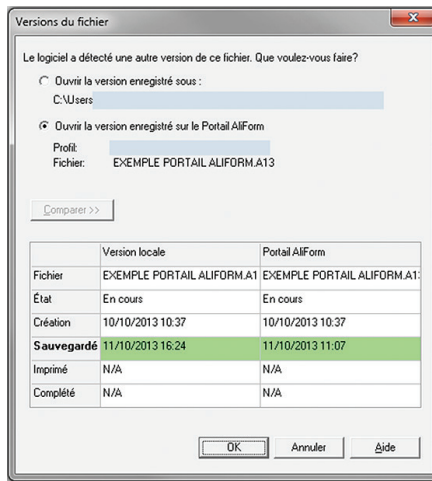 Versions du fichier
Le logiciel a détecté une autre version de ce fichier. Que voulez-vous faire?
Ouvrir la version enregistré sous :
C:\Users
Ouvrir la version enregistré sur le Portail AliForm
Profil:
Fichier: EXEMPLE PORTAIL ALIFORM.A13
Comparer >>
Version locale Portail AliForm
Fichier EXEMPLE PORTAIL ALIFORM.A1 EXEMPLE PORTAIL ALIFORM.A1
État En cours En cours
Création 10/10/2013 10:37 10/10/2013 10:37
Sauvegardé 11/10/2013 16:24 11/10/2013 11:07
Imprimé N/A N/A
Complété N/A N/A
OK Annuler Aide